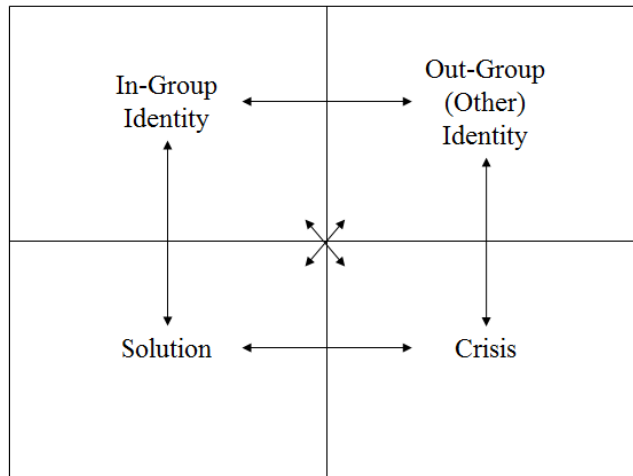 In-Group
Identity
Out-Group
(Other)
Identity
Solution
Crisis